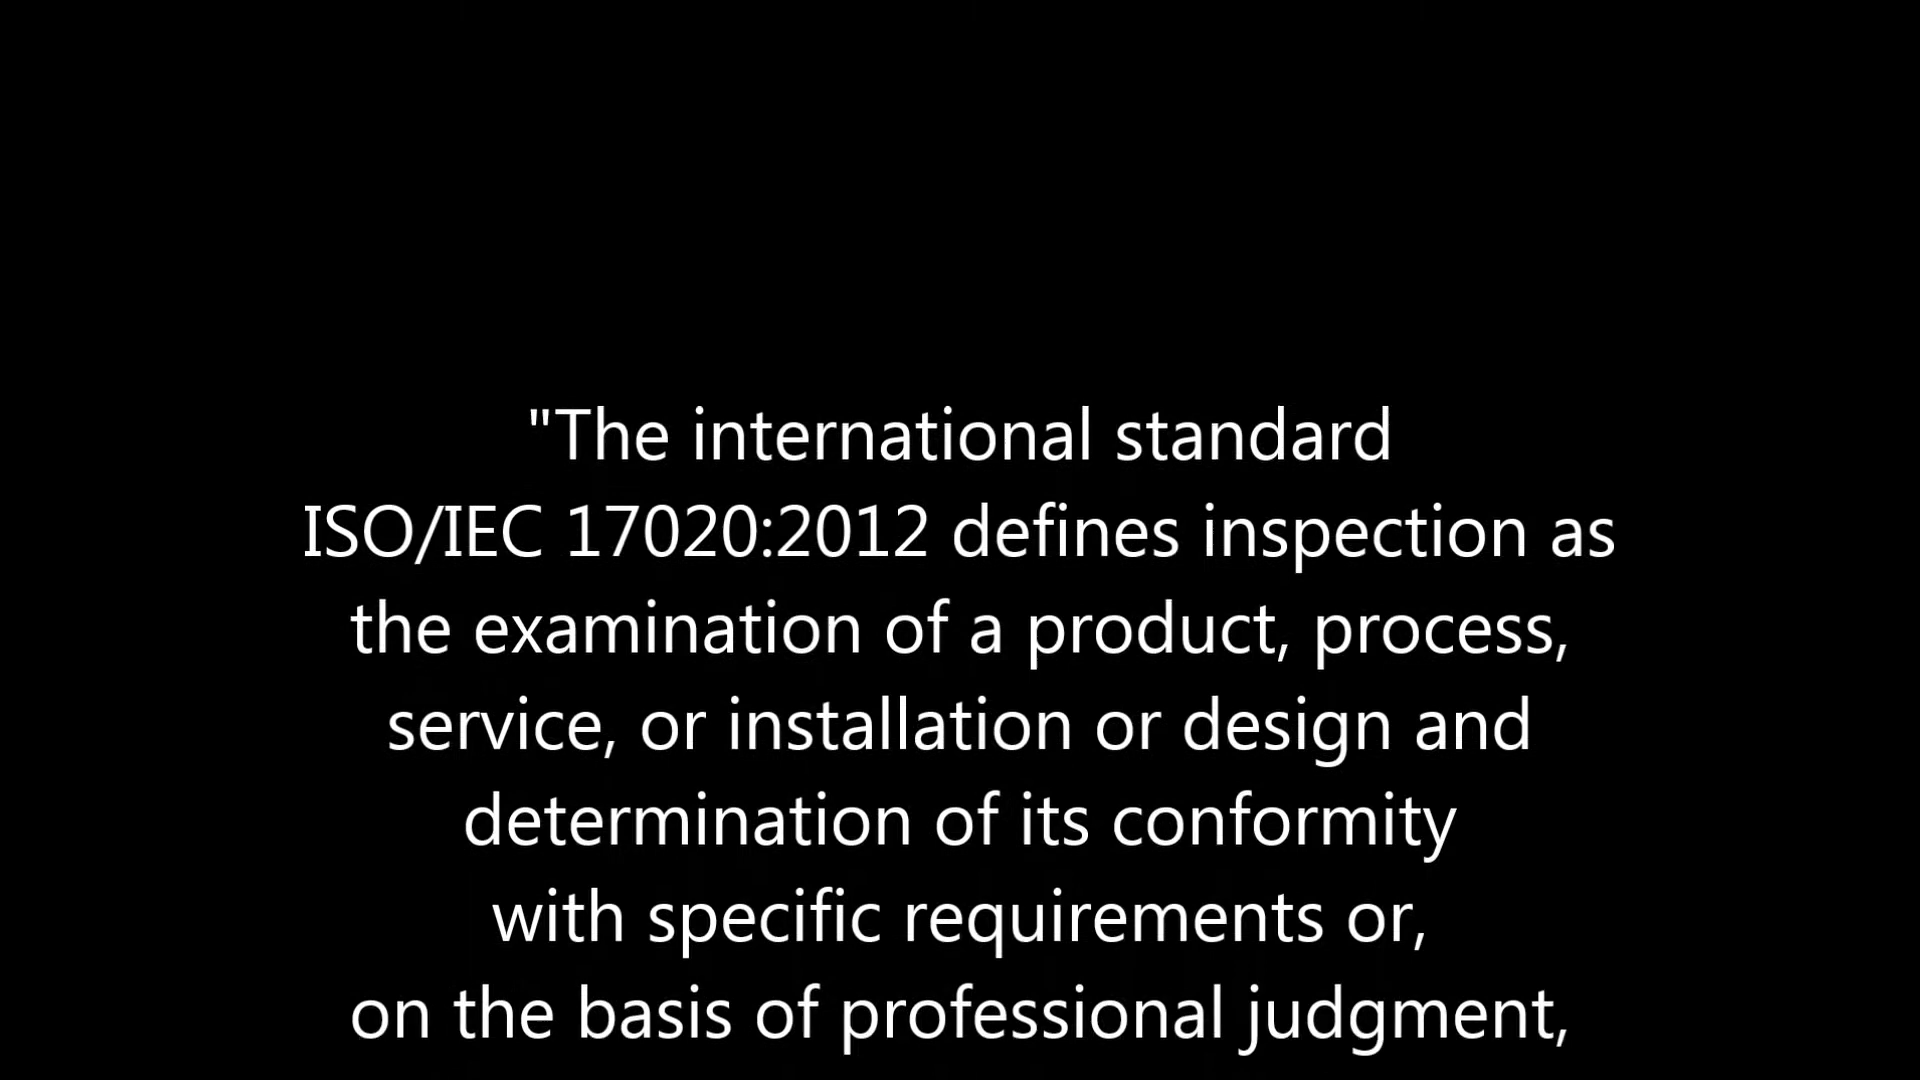 "The international standard
ISO/IEC 17020:2012 defines inspection as
the examination of a product, process,
service, or installation or design and
determination of its conformity
with specific requirements or,
on the basis of professional judgment,